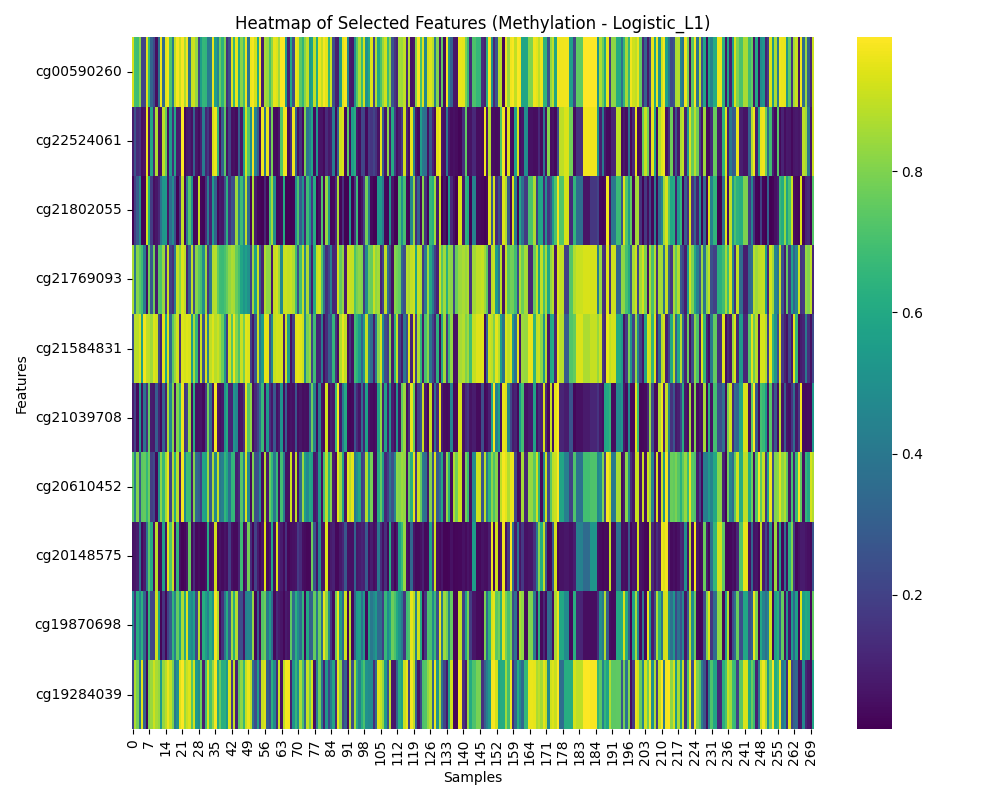 Heatmap of Selected Features (Methylation - Logistic_L1)
Features
cg00590260
cg22524061
cg21802055
cg21769093
cg21584831
cg21039708
cg20610452
cg20148575
cg19870698
cg19284039
0 7 14 21 28 35 42 49 56 63 70 77 84 91 98 105 112 119 126 133 140 145 152 159 164 171 178 183 184 191 196 203 210 217 224 231 236 241 248 255 262 269
Samples
0.8
0.6
0.4
0.2